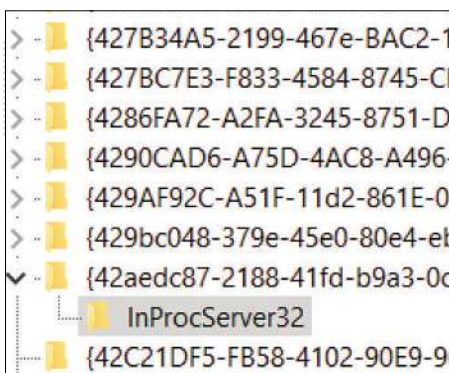 {427B34A5-2199-467e-BAC2-1
{427BC7E3-F833-4584-8745-C
{4286FA72-A2FA-3245-8751-D
{4290CAD6-A75D-4AC8-A496-
{429AF92C-A51F-11d2-861E-0
{429bc048-379e-45e0-80e4-eb
{42aedc87-2188-41fd-b9a3-0c
InProcServer32
{42C21DF5-FB58-4102-90E9-9